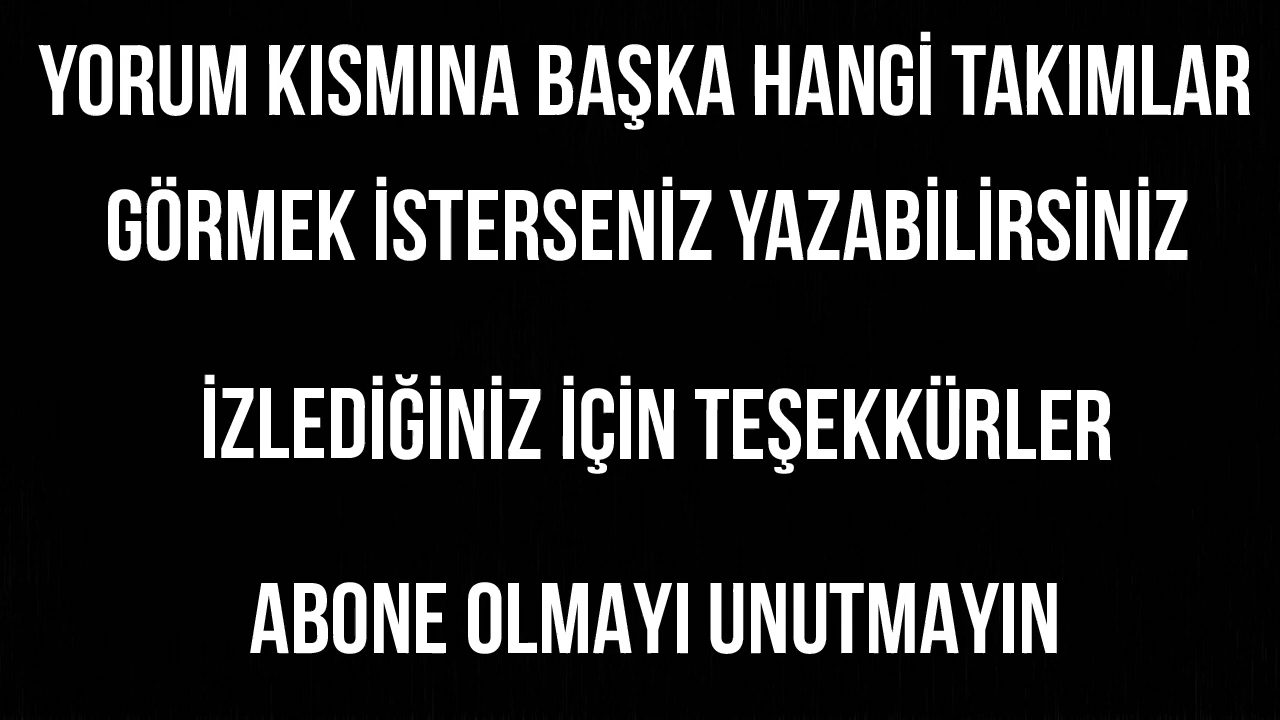 YORUM KISMINA BAŞKA HANGİ TAKIMLAR
GÖRMEK İSTERSENİZ YAZABİLİRSİNİZ
İZLEDİĞİNİZ İÇİN TEŞEKKÜRLER
ABONE OLMAYI UNUTMAYIN